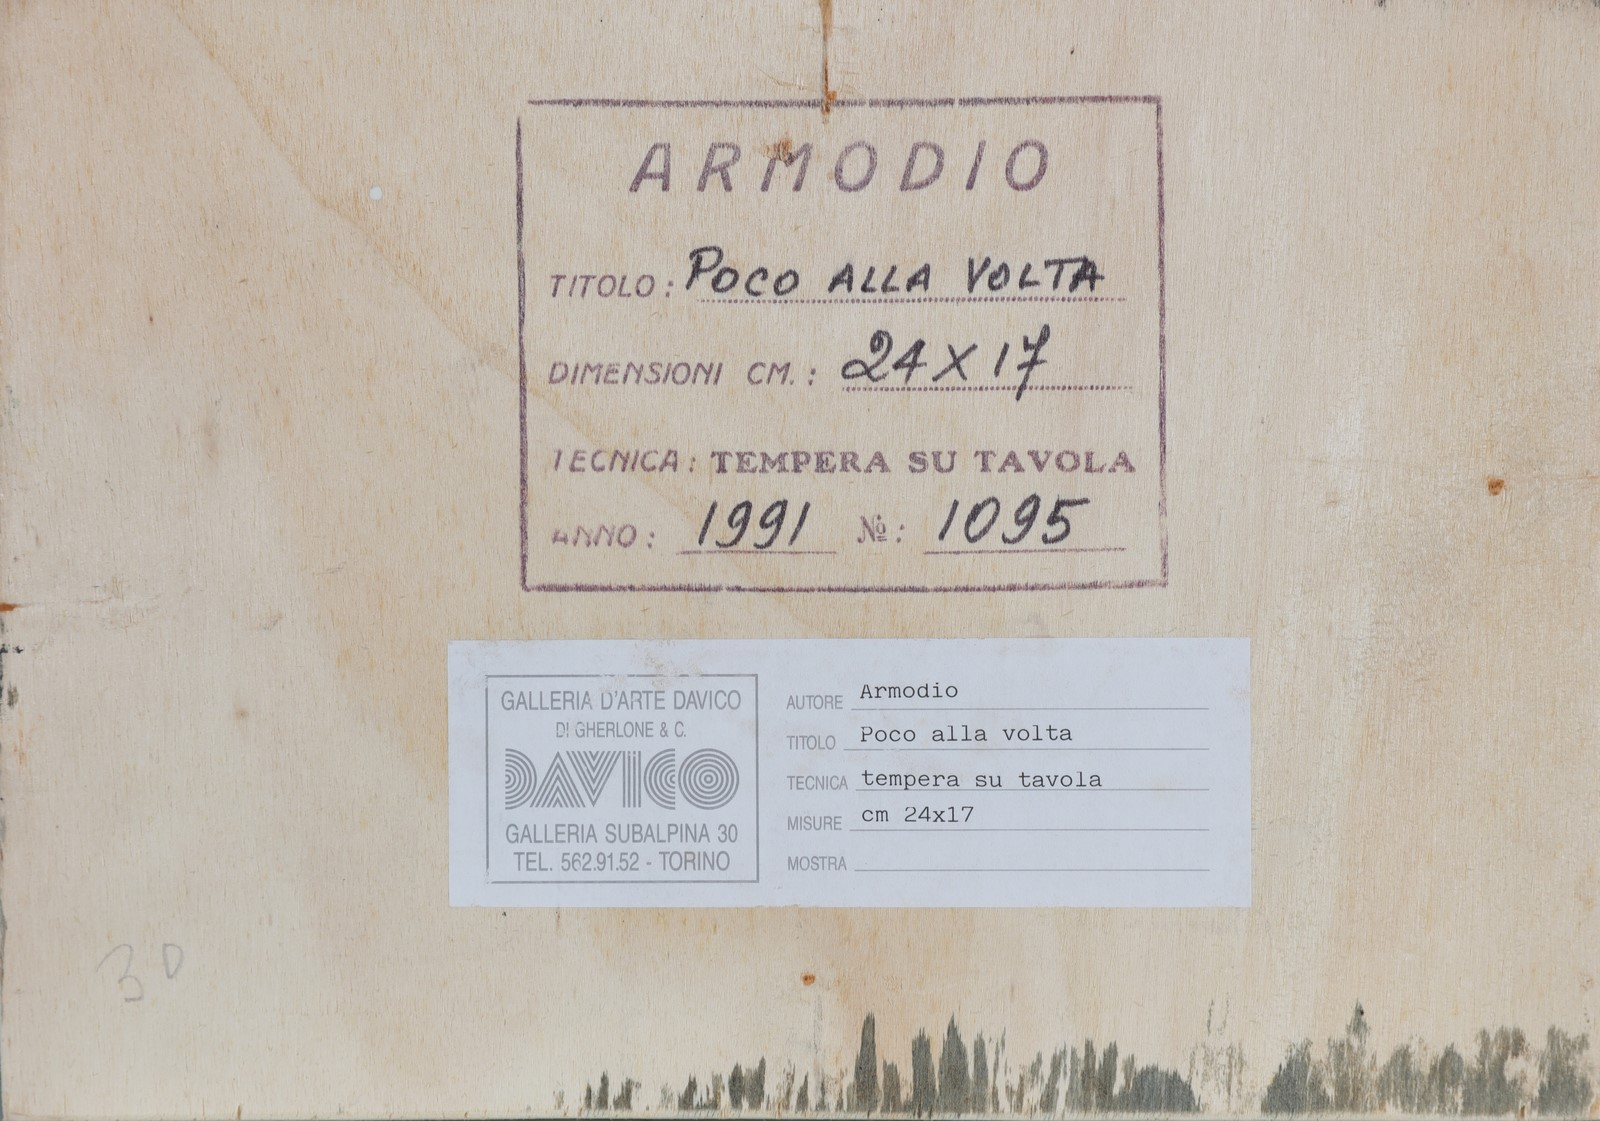 ARMODIO
TITOLO: POCO ALLA VOLTA
DIMENSIONI CM.: 24 X 17
TECNICA: TEMPERA SU TAVOLA
ANNO: 1991 №: 1095
GALLERIA D'ARTE DAVICO
DI GHERLONE & C.
DAVICO
GALLERIA SUBALPINA 30
TEL. 562.91.52 - TORINO
AUTORE Armodio
TITOLO Poco alla volta
TECNICA tempera su tavola
MISURE cm 24x17
MOSTRA